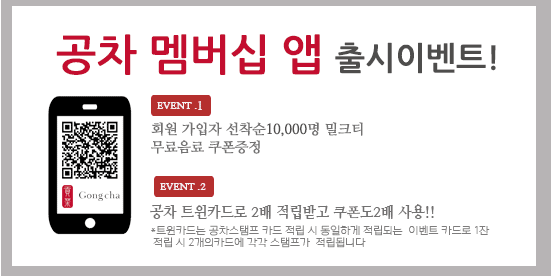 공차 멤버십 앱 출시이벤트!
EVENT .1
회원 가입자 선착순10,000명 밀크티
무료음료 쿠폰증정
Gongcha
EVENT .2
공차 트윈카드로 2배 적립받고 쿠폰도2배 사용!!
*트윈카드는 공차스탬프 카드 적립 시 동일하게 적립되는 이벤트 카드로 1잔
적립 시 2개의카드에 각각 스탬프가 적립됩니다